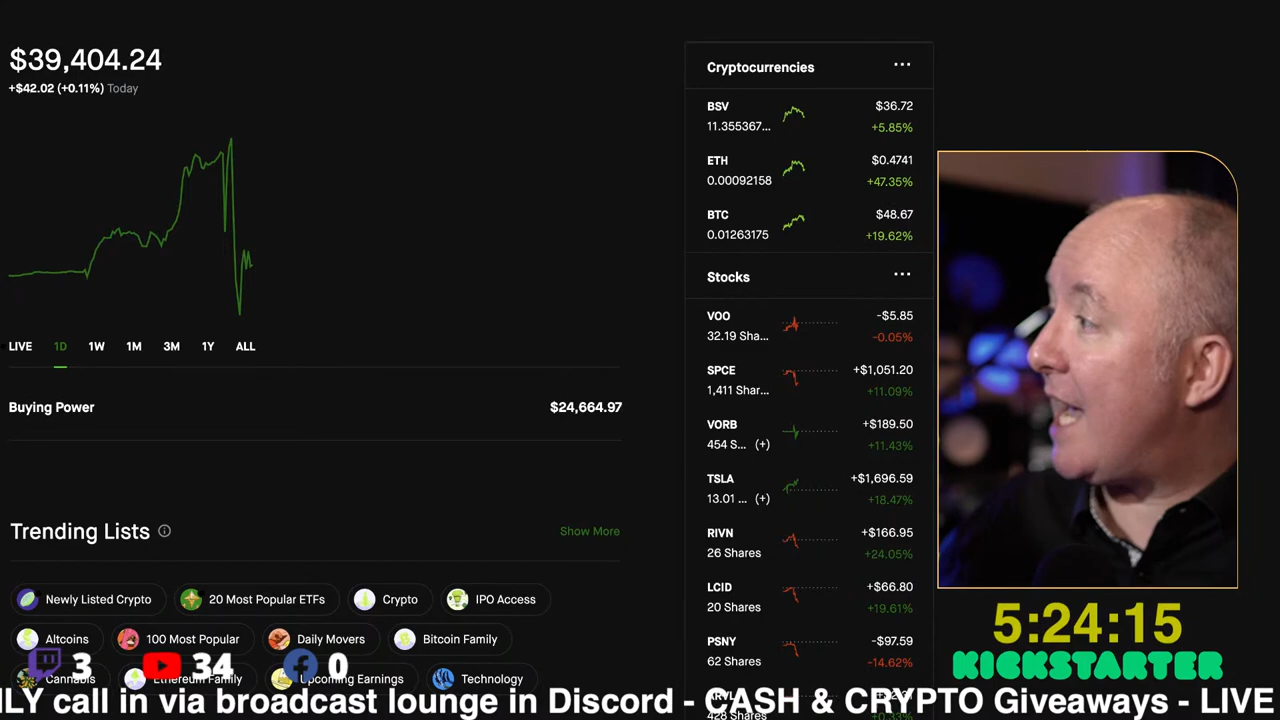 $39,404.24
+$42.02 (+0.11%) Today
LIVE 1D 1W 1M 3M 1Y ALL
Buying Power $24,664.97
Trending Lists Show More
Newly Listed Crypto 20 Most Popular ETFs Crypto IPO Access
Altcoins 100 Most Popular Daily Movers Bitcoin Family
Cannabis Ethereum Family Upcoming Earnings Technology
3 34 0
Cryptocurrencies ...
BSV $36.72
11.355367... +5.85%
ETH $0.4741
0.00092158 +47.35%
BTC $48.67
0.01263175 +19.62%
Stocks ...
VOO -$5.85
32.19 Sha... -0.05%
SPCE +$1,051.20
1,411 Shar... +11.09%
VORB +$189.50
454 S... (+) +11.43%
TSLA +$1,696.59
13.01 ... (+) +18.47%
RIVN +$166.95
26 Shares +24.05%
LCID +$66.80
20 Shares +19.61%
PSNY -$97.59
62 Shares -14.62%
428 Shares +0.33%
5:24:15
KICKSTARTER
ILY call in via broadcast lounge in Discord - CASH & CRYPTO Giveaways - LIVE